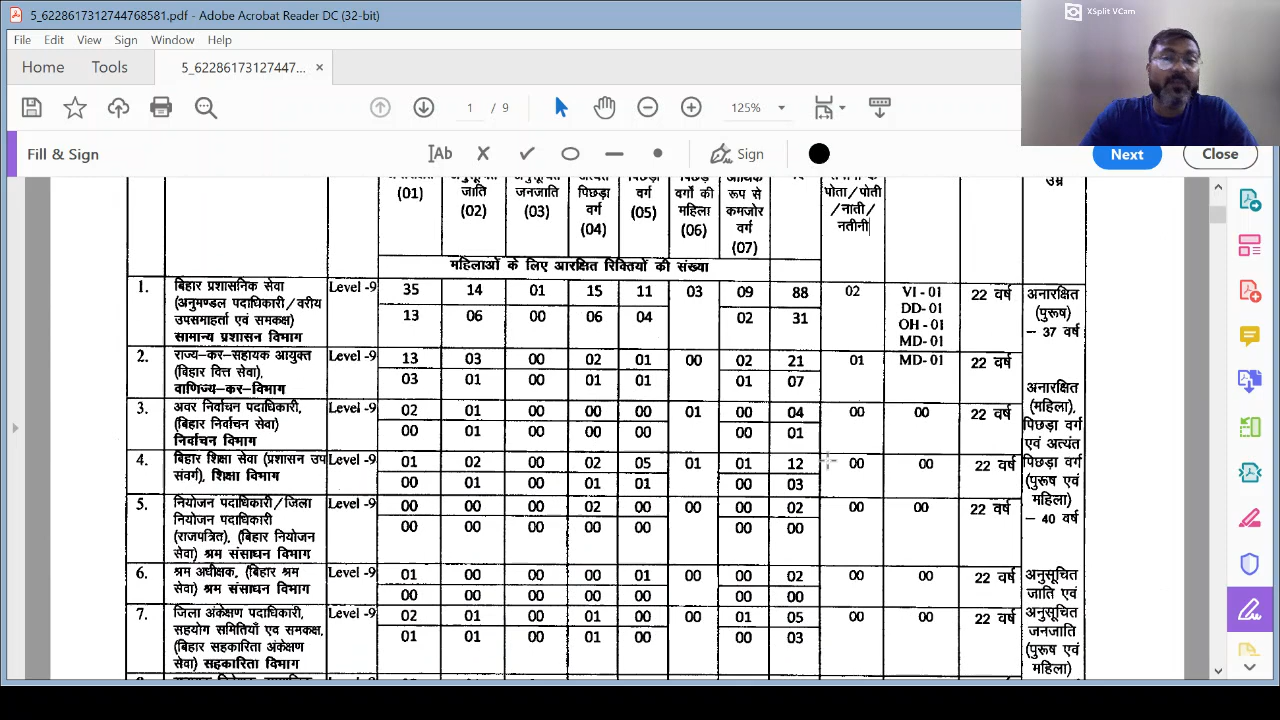 5_6228617312744768581.pdf - Adobe Acrobat Reader DC (32-bit)
XSplit VCam
File Edit View Sign Window Help
Home Tools 5_62286173127447... ×
1 / 9 125%
Fill & Sign Ab Sign Next Close
जाति जनजाति पिछड़ा वर्ग वर्गों की रूप से पोता/पोती उम्र
(01) (02) (03) वर्ग (05) महिला कमजोर /नाती/
(04) (06) वर्ग नतीनी
(07)
महिलाओं के लिए आरक्षित रिक्तियों की संख्या
1. बिहार प्रशासनिक सेवा Level -9 35 14 01 15 11 03 09 88 02 VI - 01 22 वर्ष अनारक्षित
(अनुमण्डल पदाधिकारी/वरीय DD- 01 (पुरूष)
उपसमाहर्ता एवं समकक्ष) 13 06 00 06 04 02 31 OH - 01 – 37 वर्ष
सामान्य प्रशासन विभाग MD- 01
2. राज्य–कर–सहायक आयुक्त Level -9 13 03 00 02 01 00 02 21 01 MD- 01 22 वर्ष
(बिहार वित्त सेवा), 03 01 00 01 01 01 07
वाणिज्य–कर–विभाग अनारक्षित
3. अवर निर्वाचन पदाधिकारी, Level -9 02 01 00 00 00 01 00 04 00 00 22 वर्ष (महिला),
(बिहार निर्वाचन सेवा) 00 01 00 00 00 00 01 पिछड़ा वर्ग
निर्वाचन विभाग एवं अत्यंत
4. बिहार शिक्षा सेवा (प्रशासन उप Level -9 01 02 00 02 05 01 01 12 00 00 22 वर्ष पिछड़ा वर्ग
संवर्ग), शिक्षा विभाग 00 01 00 01 01 00 03 (पुरूष एवं
5. नियोजन पदाधिकारी/जिला Level -9 00 00 00 02 00 00 00 02 00 00 22 वर्ष महिला)
नियोजन पदाधिकारी 00 00 00 00 00 00 00 – 40 वर्ष
(राजपत्रित), (बिहार नियोजन
सेवा) श्रम संसाधन विभाग
6. श्रम अधीक्षक, (बिहार श्रम Level -9 01 00 00 00 01 00 00 02 00 00 22 वर्ष अनुसूचित
सेवा) श्रम संसाधन विभाग 00 00 00 00 00 00 00 जाति एवं
7. जिला अंकेक्षण पदाधिकारी, Level -9 02 01 00 01 00 00 01 05 00 00 22 वर्ष अनुसूचित
सहयोग समितियाँ एव समकक्ष, 01 01 00 01 00 00 03 जनजाति
(बिहार सहकारिता अंकेक्षण (पुरूष एवं
सेवा) सहकारिता विभाग महिला)